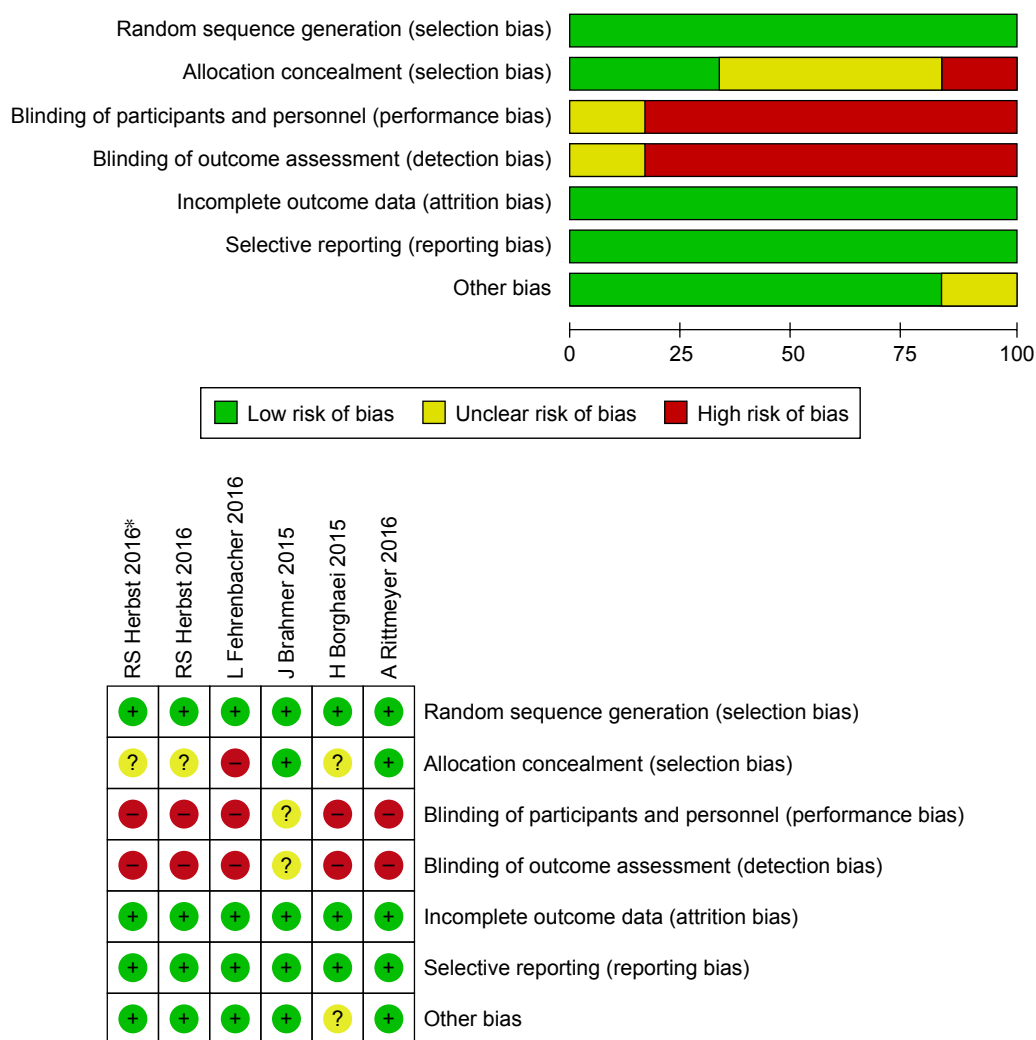 Random sequence generation (selection bias)
Allocation concealment (selection bias)
Blinding of participants and personnel (performance bias)
Blinding of outcome assessment (detection bias)
Incomplete outcome data (attrition bias)
Selective reporting (reporting bias)
Other bias
0 25 50 75 100
Low risk of bias Unclear risk of bias High risk of bias
RS Herbst 2016*
RS Herbst 2016
L Fehrenbacher 2016
J Brahmer 2015
H Borghaei 2015
A Rittmeyer 2016
+ + + + + + Random sequence generation (selection bias)
? ? – + ? + Allocation concealment (selection bias)
– – – ? – – Blinding of participants and personnel (performance bias)
– – – ? – – Blinding of outcome assessment (detection bias)
+ + + + + + Incomplete outcome data (attrition bias)
+ + + + + + Selective reporting (reporting bias)
+ + + + ? + Other bias